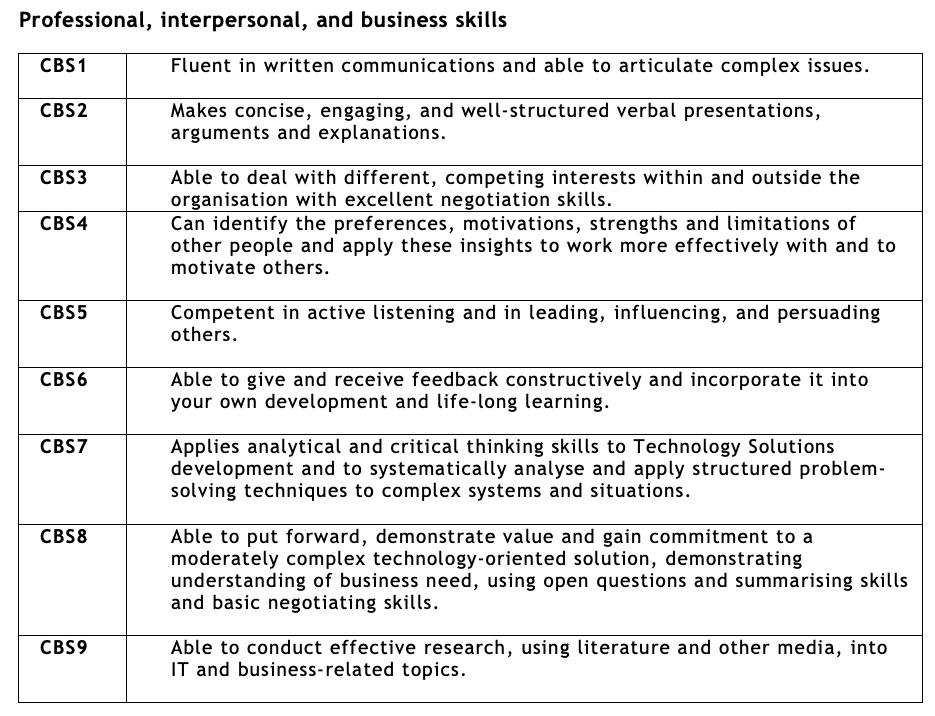 Professional, interpersonal, and business skills
CBS1 Fluent in written communications and able to articulate complex issues.
CBS2 Makes concise, engaging, and well-structured verbal presentations,
arguments and explanations.
CBS3 Able to deal with different, competing interests within and outside the
organisation with excellent negotiation skills.
CBS4 Can identify the preferences, motivations, strengths and limitations of
other people and apply these insights to work more effectively with and to
motivate others.
CBS5 Competent in active listening and in leading, influencing, and persuading
others.
CBS6 Able to give and receive feedback constructively and incorporate it into
your own development and life-long learning.
CBS7 Applies analytical and critical thinking skills to Technology Solutions
development and to systematically analyse and apply structured problem-
solving techniques to complex systems and situations.
CBS8 Able to put forward, demonstrate value and gain commitment to a
moderately complex technology-oriented solution, demonstrating
understanding of business need, using open questions and summarising skills
and basic negotiating skills.
CBS9 Able to conduct effective research, using literature and other media, into
IT and business-related topics.